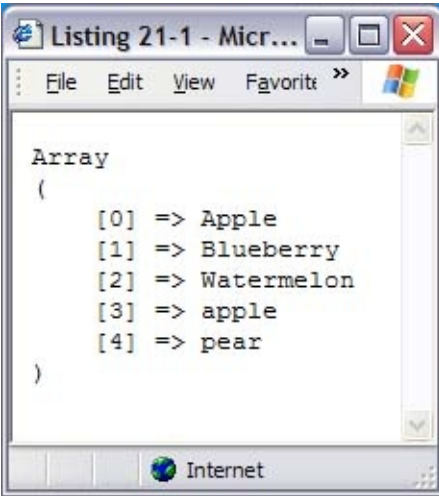 Listing 21-1 - Micr...
File Edit View Favorite »
Array
(
[0] => Apple
[1] => Blueberry
[2] => Watermelon
[3] => apple
[4] => pear
)
Internet